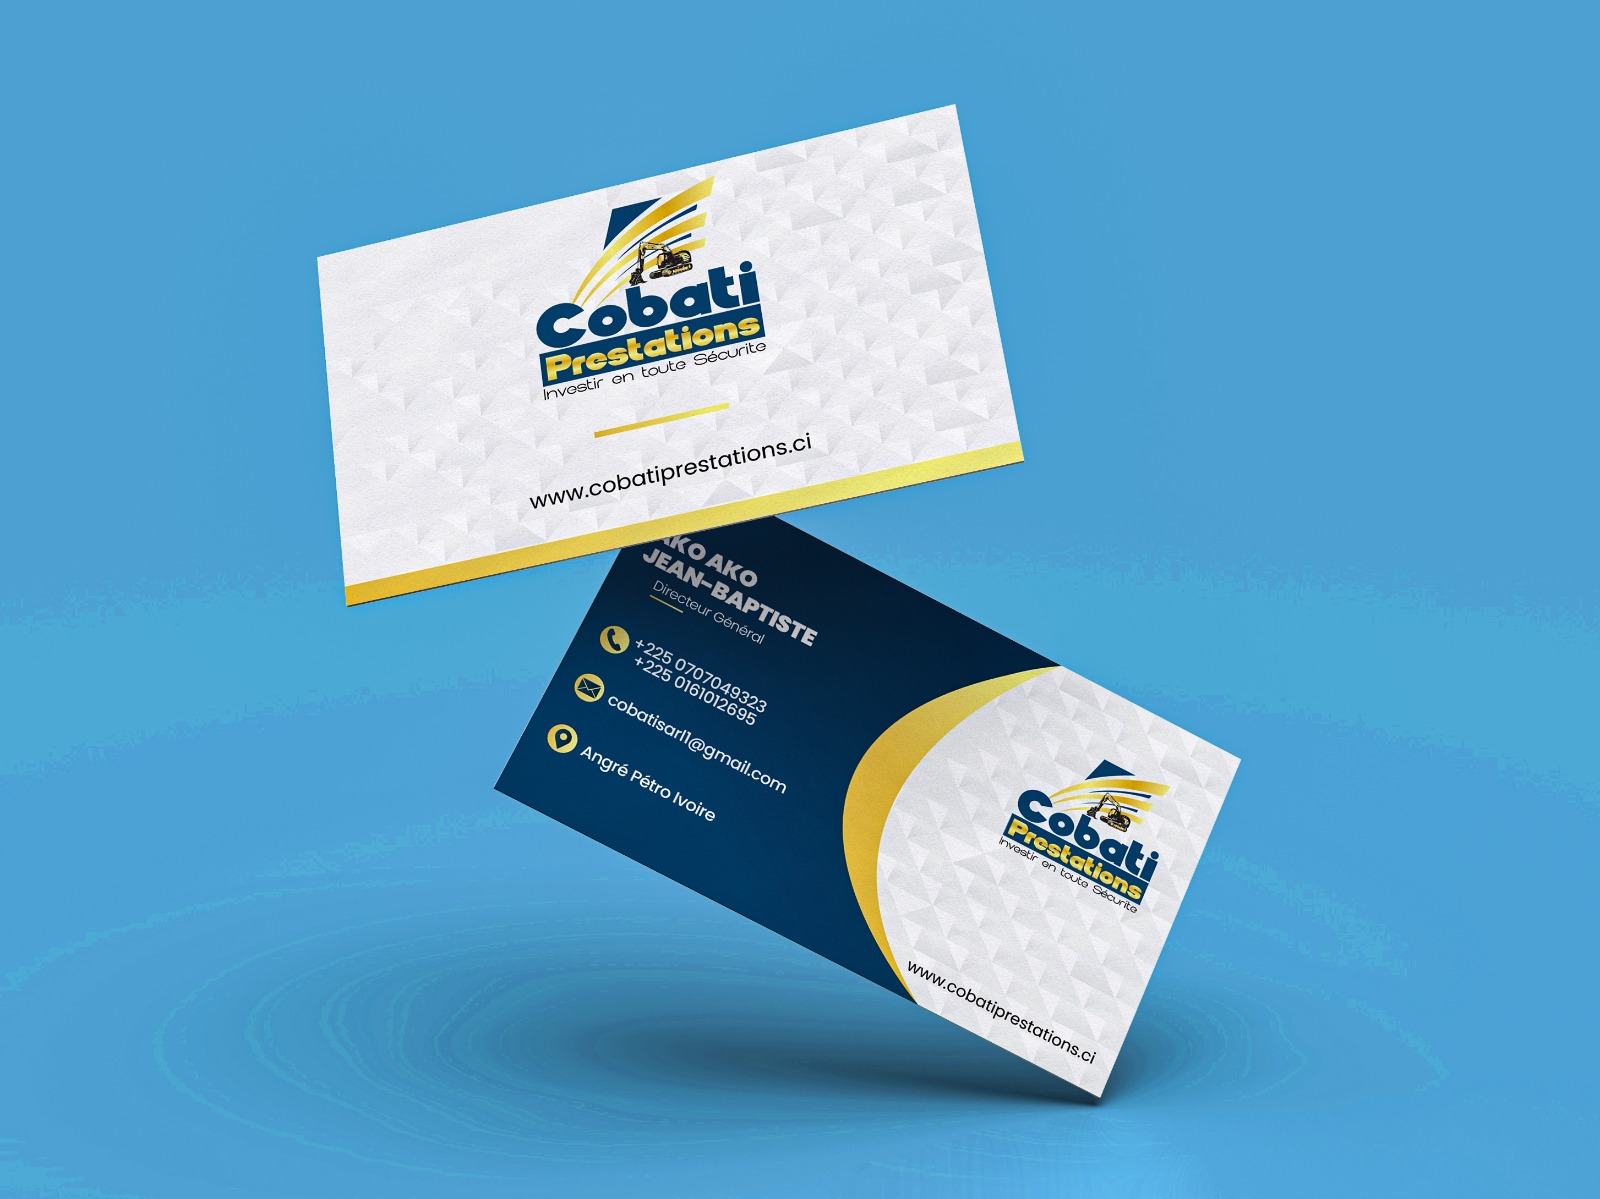 Cobati
Prestations
Investir en toute Sécurite
www.cobatiprestations.ci
AKO AKO
JEAN-BAPTISTE
Directeur Général
+225 0707049323
+225 0161012695
cobatisarl1@gmail.com
Angré Pétro Ivoire
Cobati
Prestations
Investir en toute Sécurite
www.cobatiprestations.ci